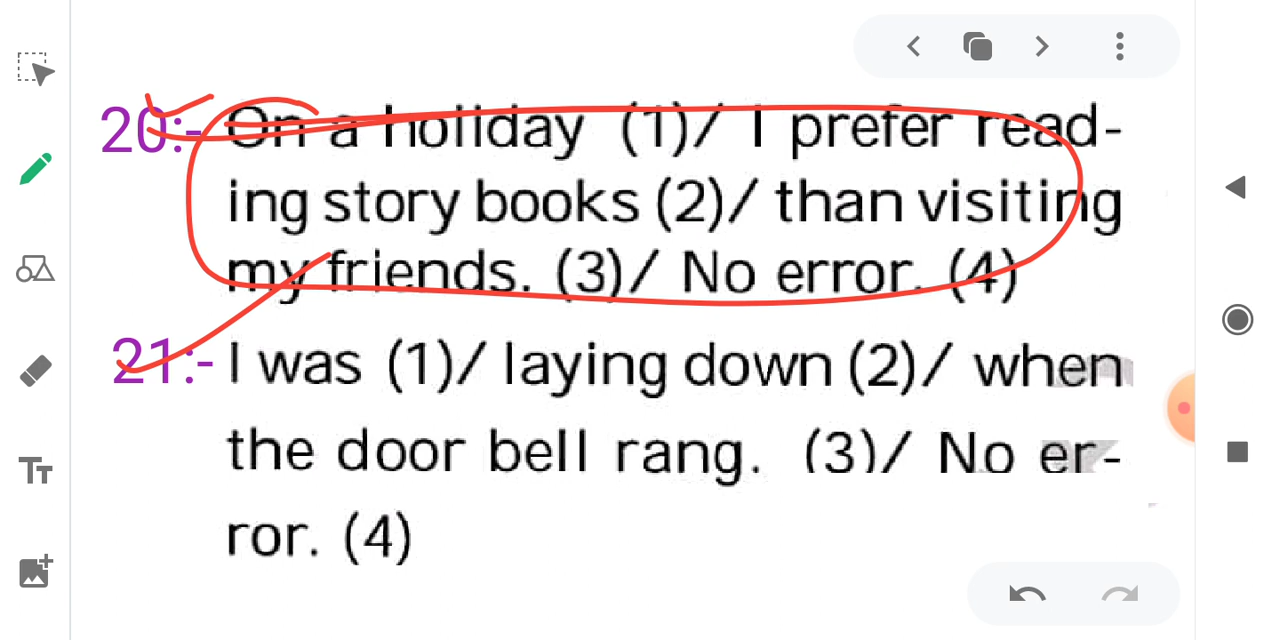 20:- On a holiday (1)/ I prefer read-
ing story books (2)/ than visiting
my friends. (3)/ No error. (4)
21:- I was (1)/ laying down (2)/ when
the door bell rang. (3)/ No er-
ror. (4)